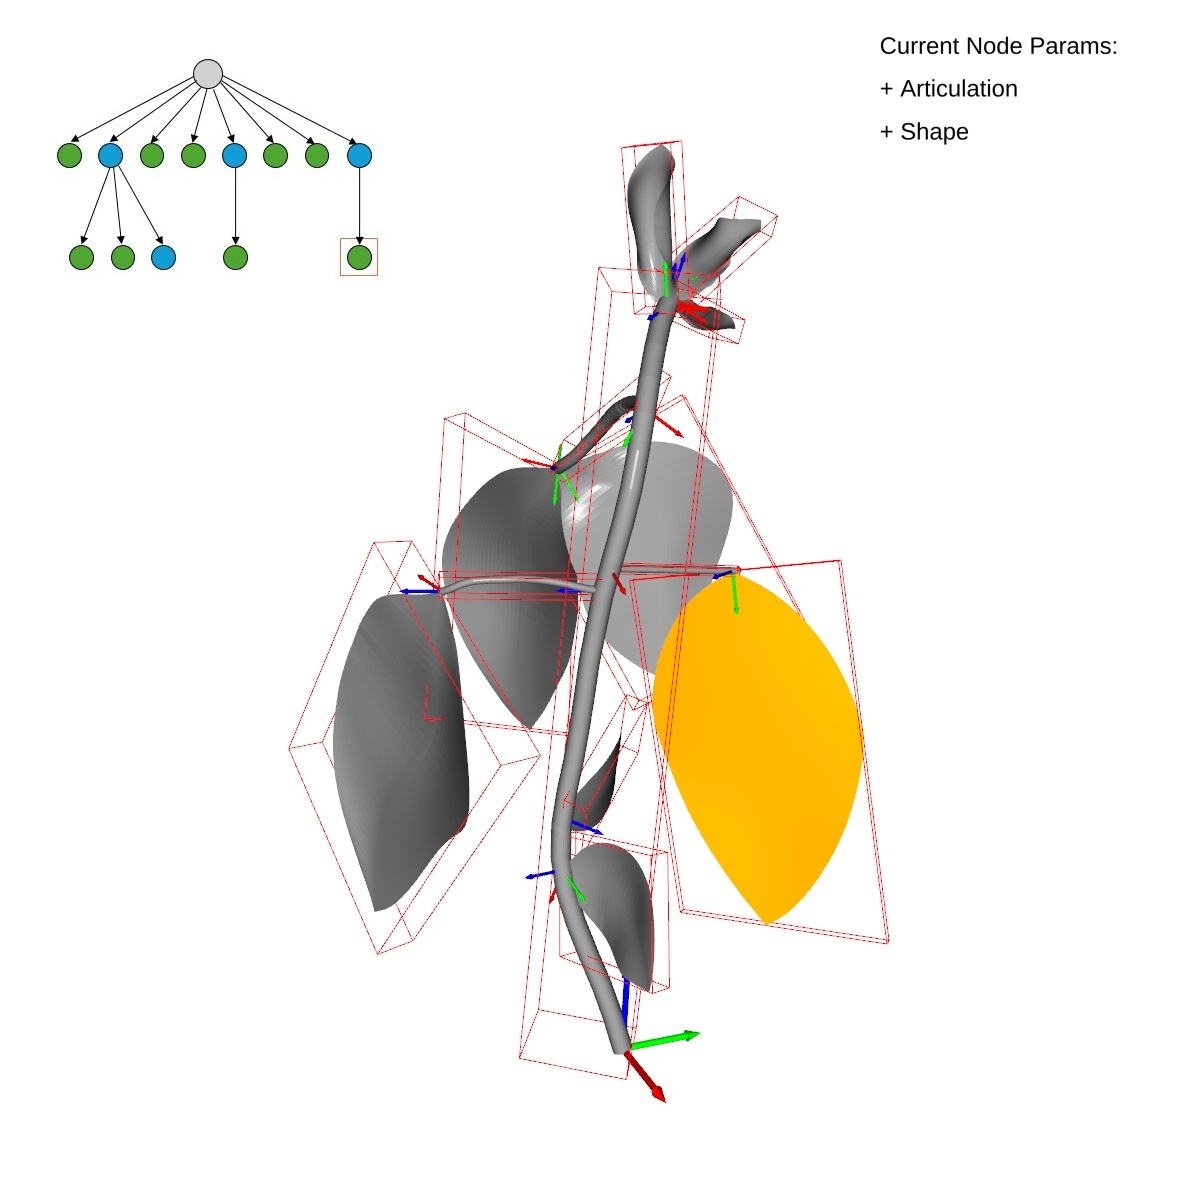 Current Node Params:
+ Articulation
+ Shape